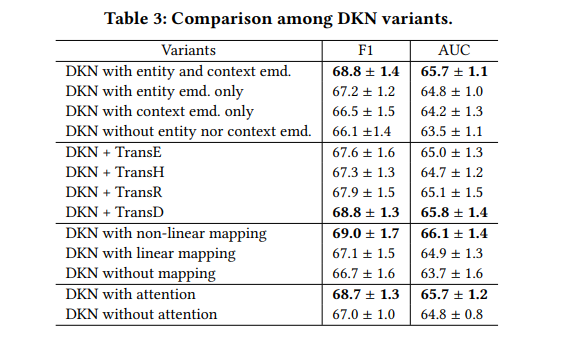 Table 3: Comparison among DKN variants.
Variants F1 AUC
DKN with entity and context emd. 68.8 ± 1.4 65.7 ± 1.1
DKN with entity emd. only 67.2 ± 1.2 64.8 ± 1.0
DKN with context emd. only 66.5 ± 1.5 64.2 ± 1.3
DKN without entity nor context emd. 66.1 ±1.4 63.5 ± 1.1
DKN + TransE 67.6 ± 1.6 65.0 ± 1.3
DKN + TransH 67.3 ± 1.3 64.7 ± 1.2
DKN + TransR 67.9 ± 1.5 65.1 ± 1.5
DKN + TransD 68.8 ± 1.3 65.8 ± 1.4
DKN with non-linear mapping 69.0 ± 1.7 66.1 ± 1.4
DKN with linear mapping 67.1 ± 1.5 64.9 ± 1.3
DKN without mapping 66.7 ± 1.6 63.7 ± 1.6
DKN with attention 68.7 ± 1.3 65.7 ± 1.2
DKN without attention 67.0 ± 1.0 64.8 ± 0.8